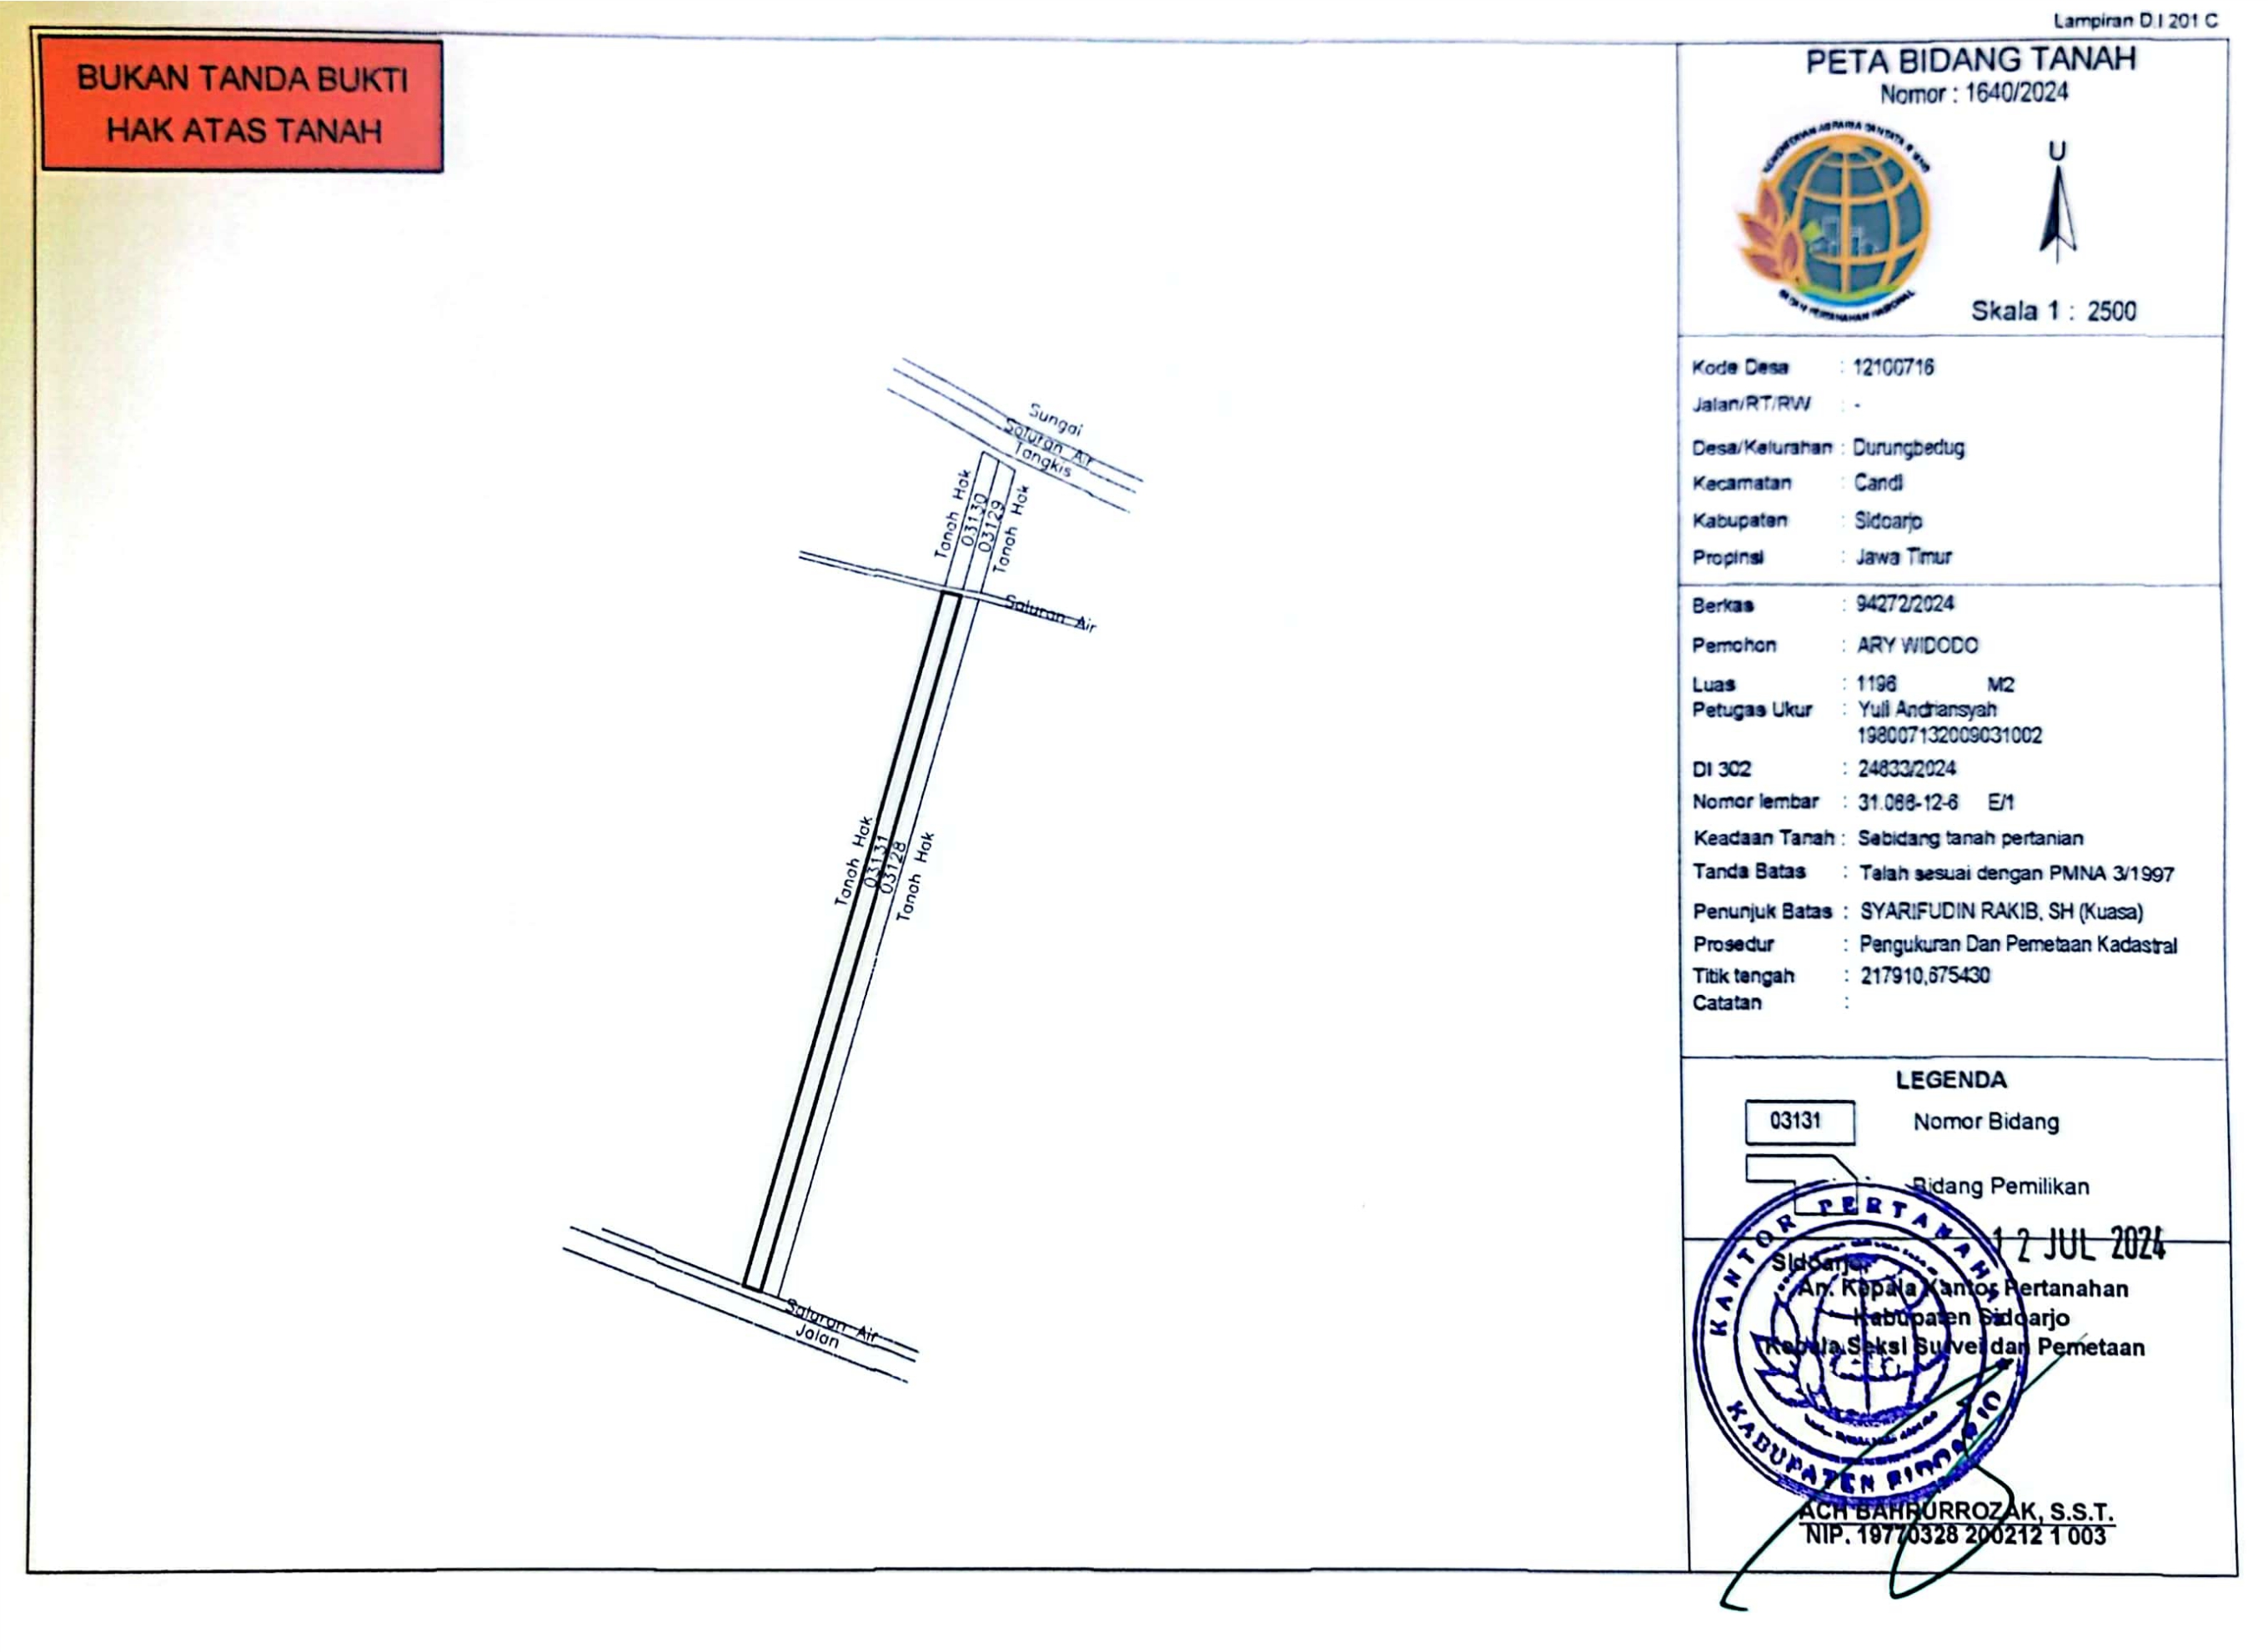 Lampiran D.I 201 C
BUKAN TANDA BUKTI
HAK ATAS TANAH
PETA BIDANG TANAH
Nomor : 1640/2024
U
Skala 1 : 2500
Kode Desa : 12100716
Jalan/RT/RW : -
Desa/Kelurahan : Durungbedug
Kecamatan : Candi
Kabupaten : Sidoarjo
Propinsi : Jawa Timur
Berkas : 94272/2024
Pemohon : ARY WIDODO
Luas : 1196 M2
Petugas Ukur : Yuli Andriansyah
198007132009031002
DI 302 : 24633/2024
Nomor lembar : 31.066-12-6 E/1
Keadaan Tanah : Sebidang tanah pertanian
Tanda Batas : Telah sesuai dengan PMNA 3/1997
Penunjuk Batas : SYARIFUDIN RAKIB, SH (Kuasa)
Prosedur : Pengukuran Dan Pemetaan Kadastral
Titik tengah : 217910,675430
Catatan :
LEGENDA
03131 Nomor Bidang
Bidang Pemilikan
12 JUL 2024
Sidoarjo,
An. Kepala Kantor Pertanahan
Kabupaten Sidoarjo
Kepala Seksi Survei dan Pemetaan
KANTOR PERTANAHAN
KABUPATEN SIDOARJO
ACH BAHRURROZAK, S.S.T.
NIP. 19770328 200212 1 003
Sungai
Saluran Air
Tangkis
Tanah Hak
03130
03129
Tanah Hak
Saluran Air
Tanah Hak
03131
03128
Tanah Hak
Saluran Air
Jalan